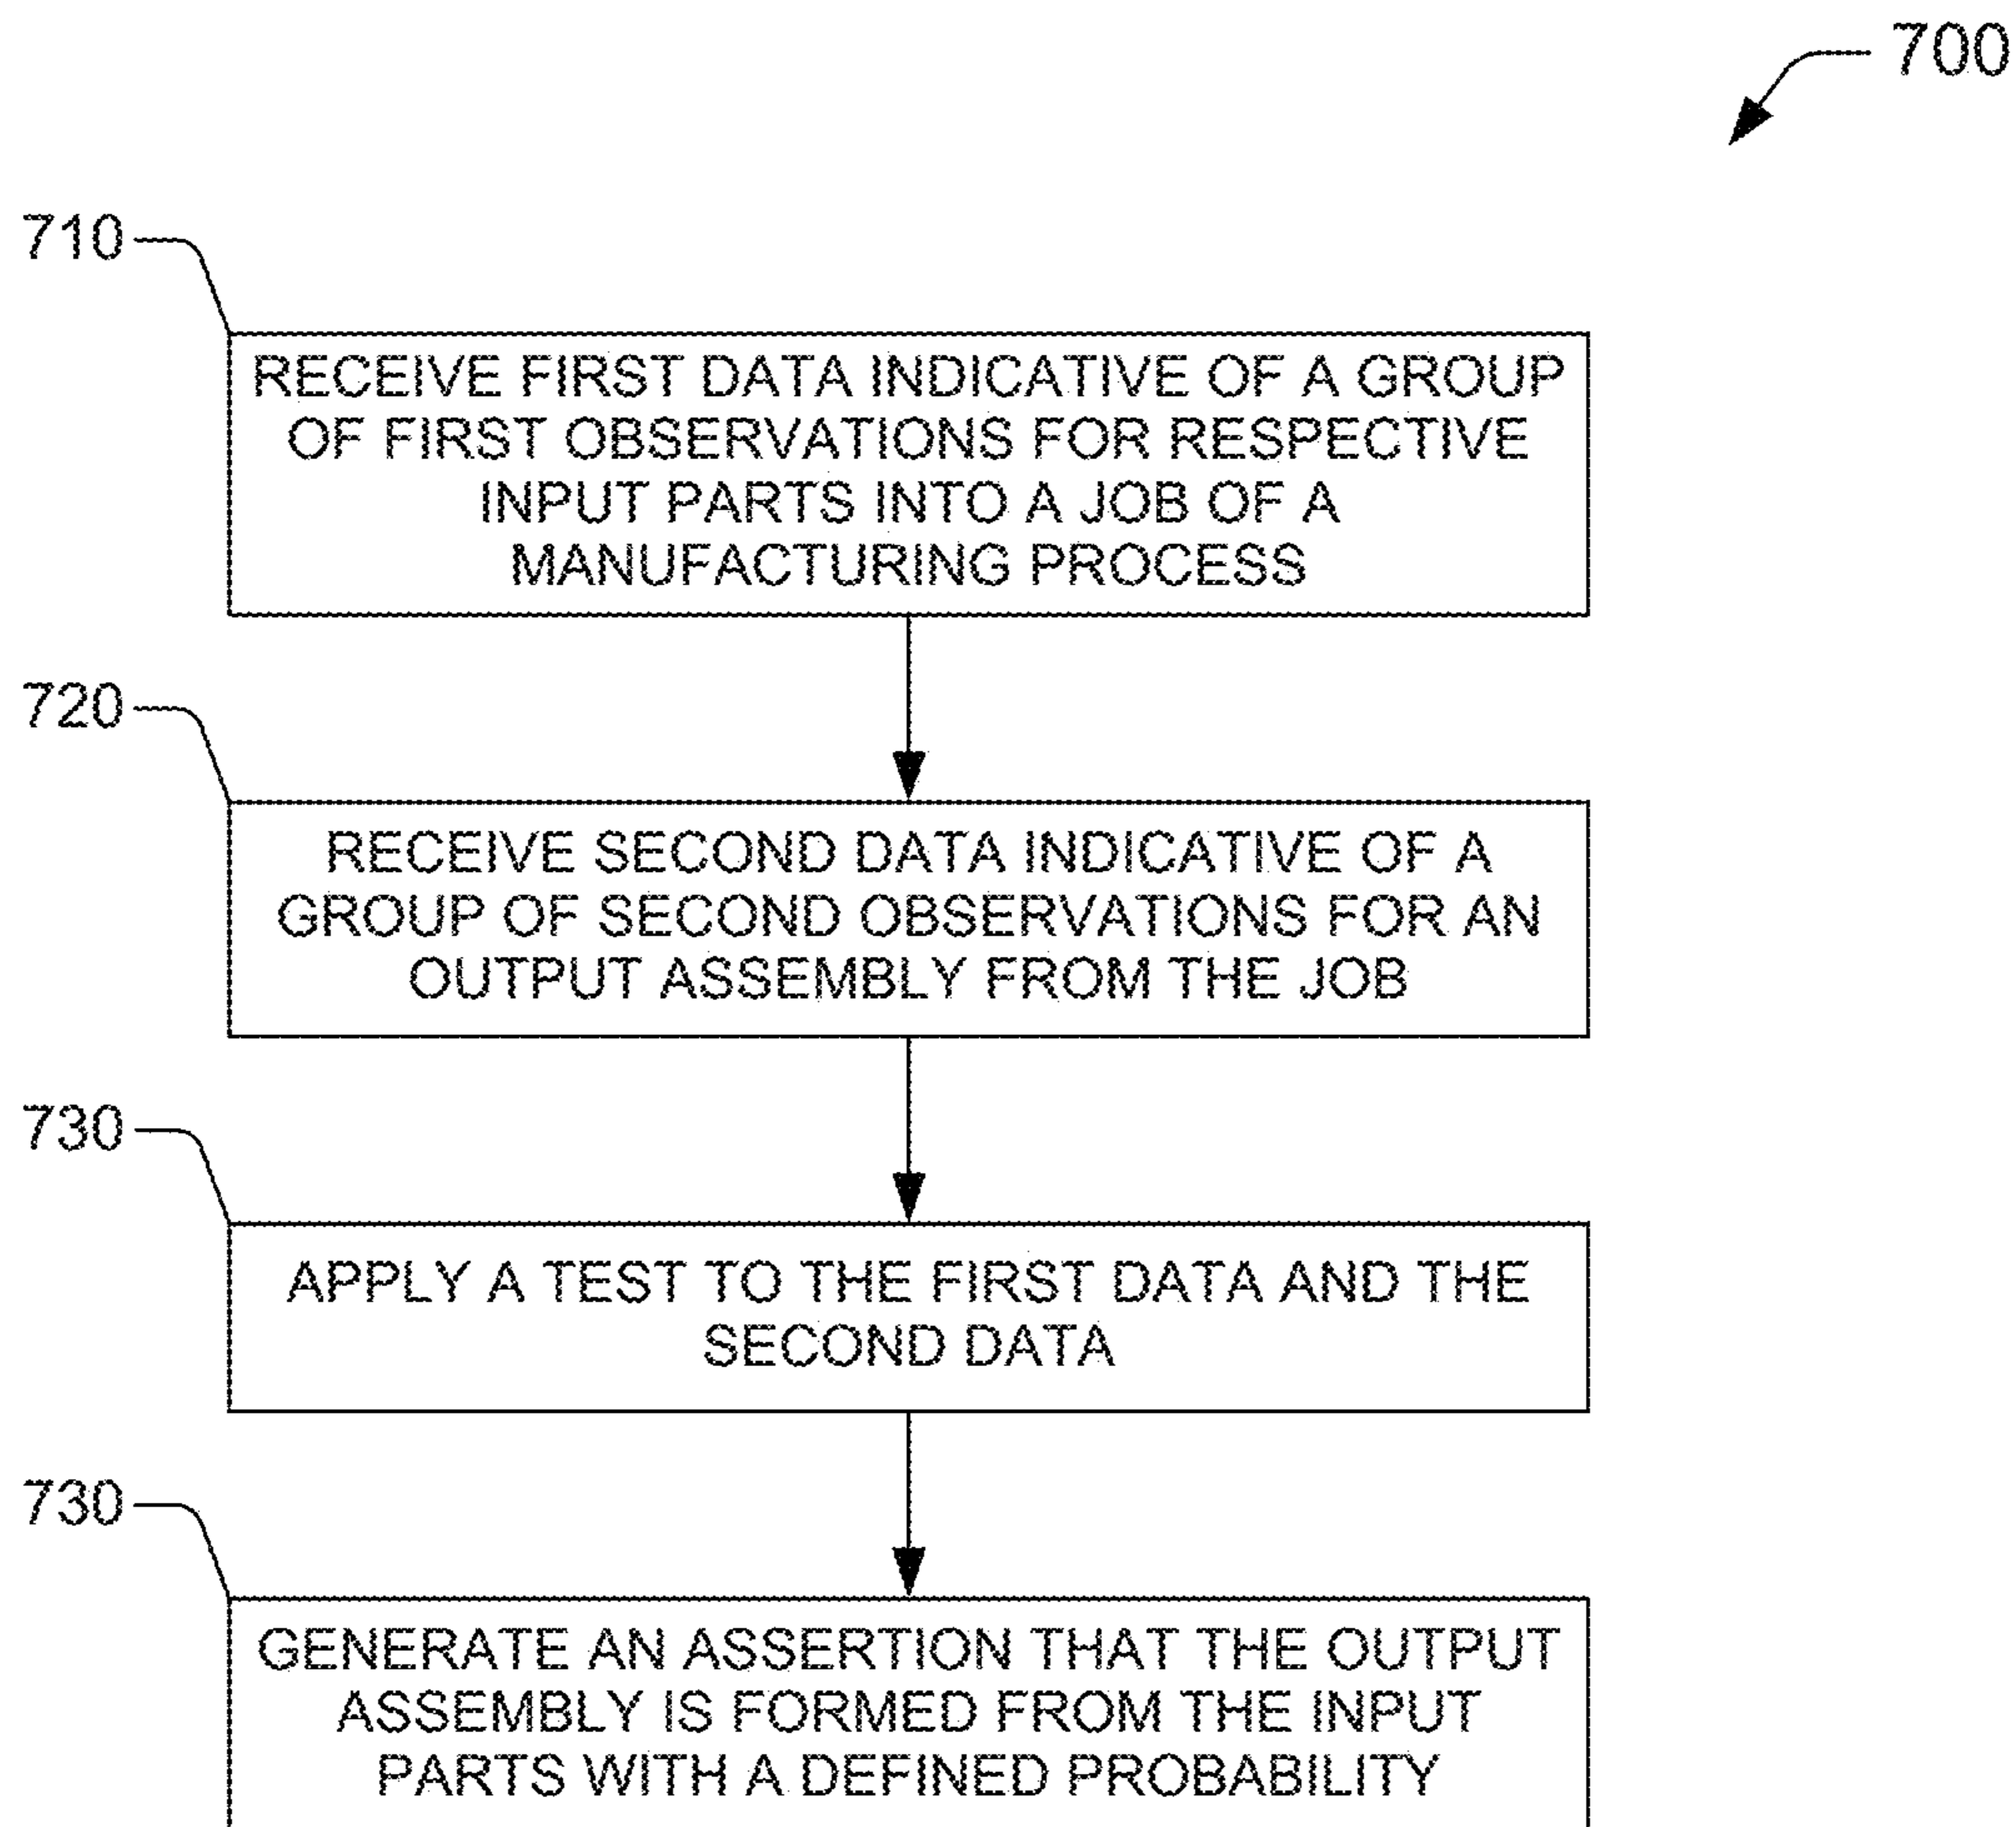 700
710
RECEIVE FIRST DATA INDICATIVE OF A GROUP
OF FIRST OBSERVATIONS FOR RESPECTIVE
INPUT PARTS INTO A JOB OF A
MANUFACTURING PROCESS
720
RECEIVE SECOND DATA INDICATIVE OF A
GROUP OF SECOND OBSERVATIONS FOR AN
OUTPUT ASSEMBLY FROM THE JOB
730
APPLY A TEST TO THE FIRST DATA AND THE
SECOND DATA
730
GENERATE AN ASSERTION THAT THE OUTPUT
ASSEMBLY IS FORMED FROM THE INPUT
PARTS WITH A DEFINED PROBABILITY